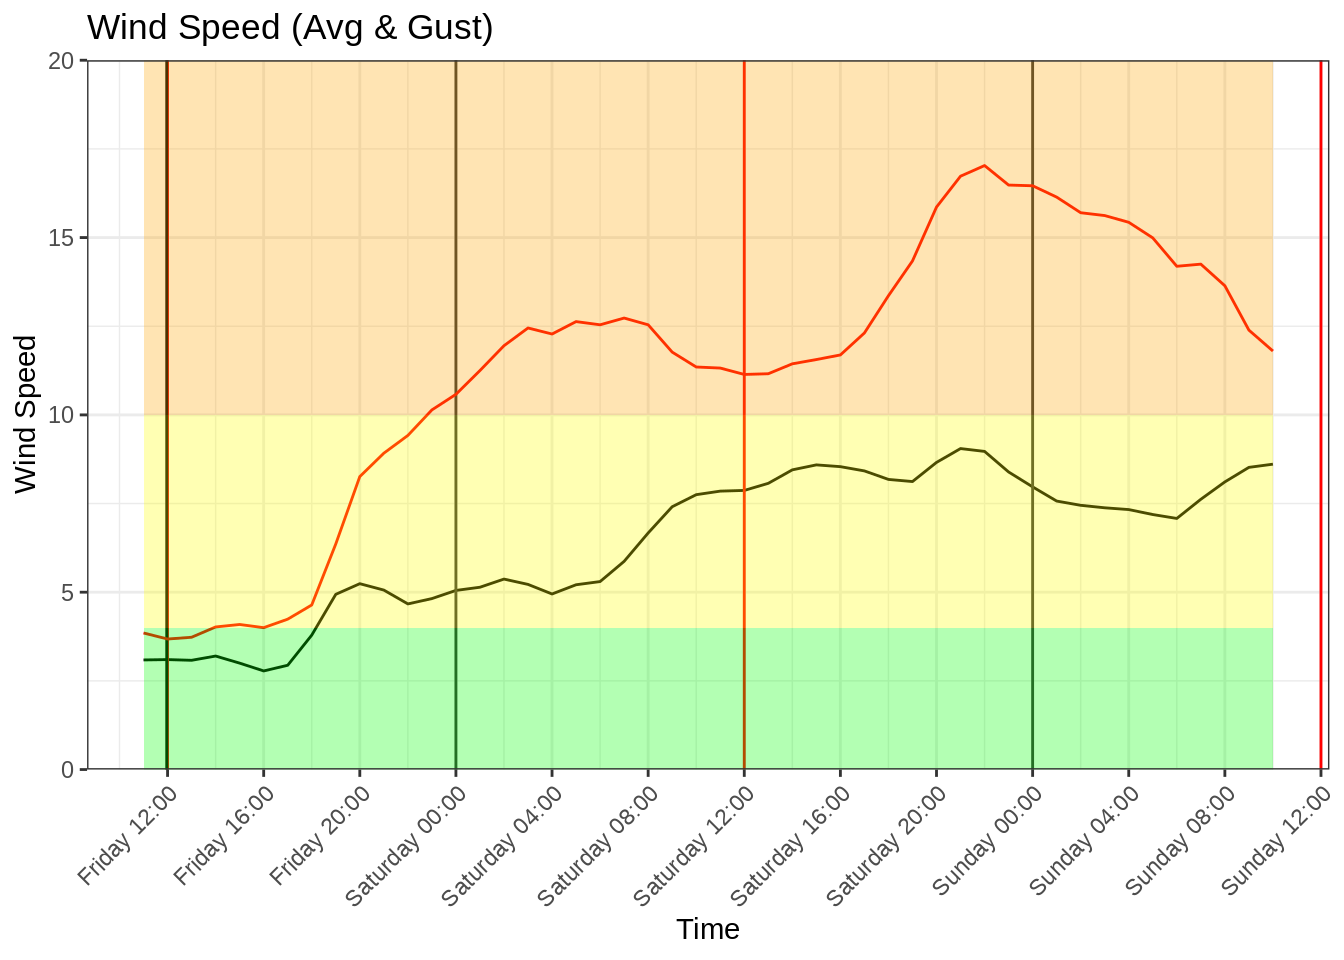 Wind Speed (Avg & Gust)
20
15
10
5
0
Wind Speed
Friday 12:00
Friday 16:00
Friday 20:00
Saturday 00:00
Saturday 04:00
Saturday 08:00
Saturday 12:00
Saturday 16:00
Saturday 20:00
Sunday 00:00
Sunday 04:00
Sunday 08:00
Sunday 12:00
Time